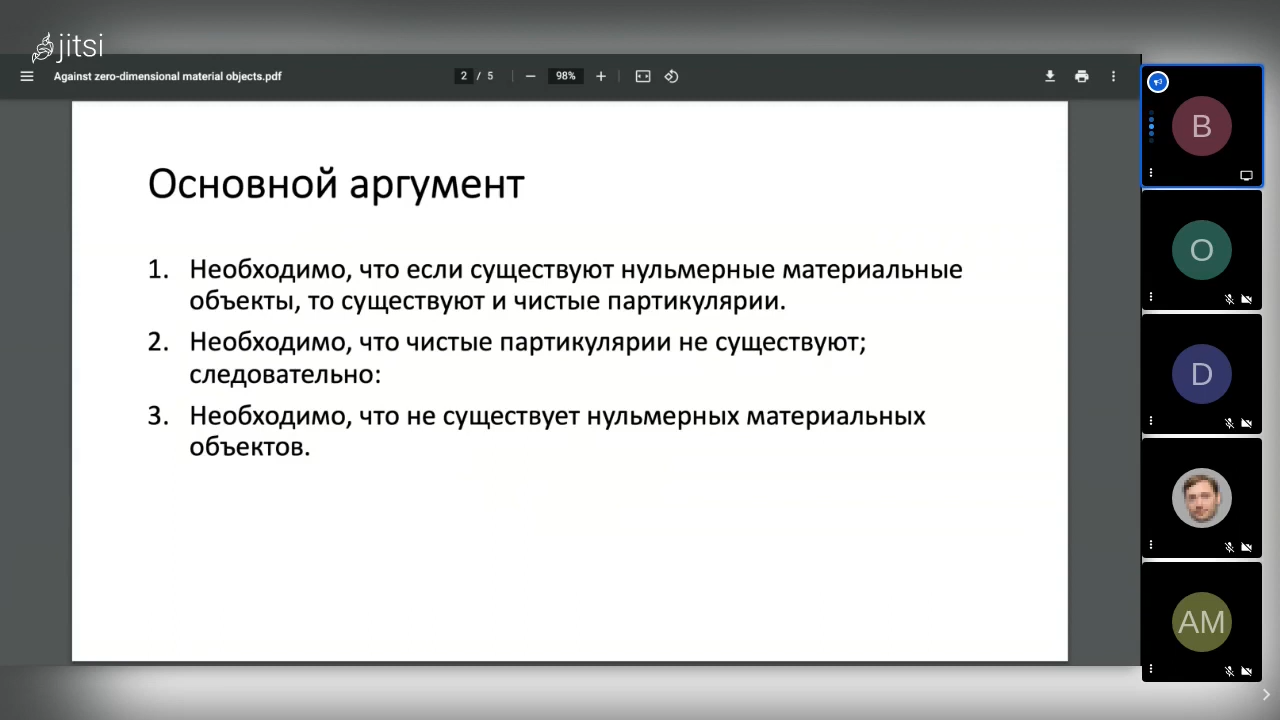 jitsi
Against zero-dimensional material objects.pdf
2 / 5
98%
Основной аргумент
1. Необходимо, что если существуют нульмерные материальные
объекты, то существуют и чистые партикулярии.
2. Необходимо, что чистые партикулярии не существуют;
следовательно:
3. Необходимо, что не существует нульмерных материальных
объектов.
B
O
D
AM